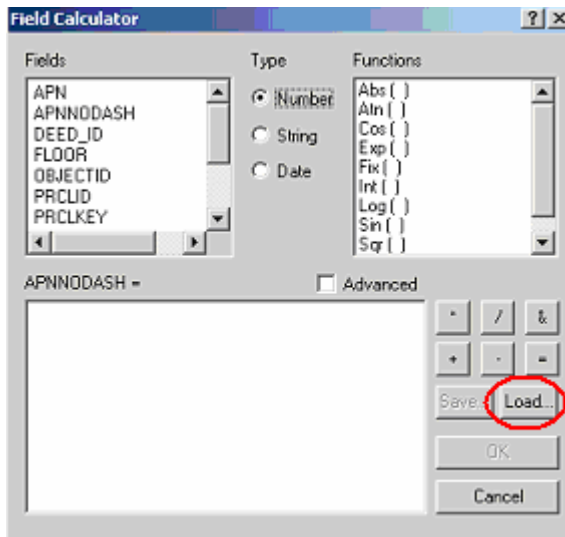 Field Calculator
Fields
Type
Functions
APN
APNNODASH
DEED_ID
FLOOR
OBJECTID
PRCLID
PRCLKEY
Number
String
Date
Abs ( )
Atn ( )
Cos ( )
Exp ( )
Fix ( )
Int ( )
Log ( )
Sin ( )
Sqr ( )
APNNODASH =
Advanced
* / &
+ - =
Save... Load...
OK
Cancel